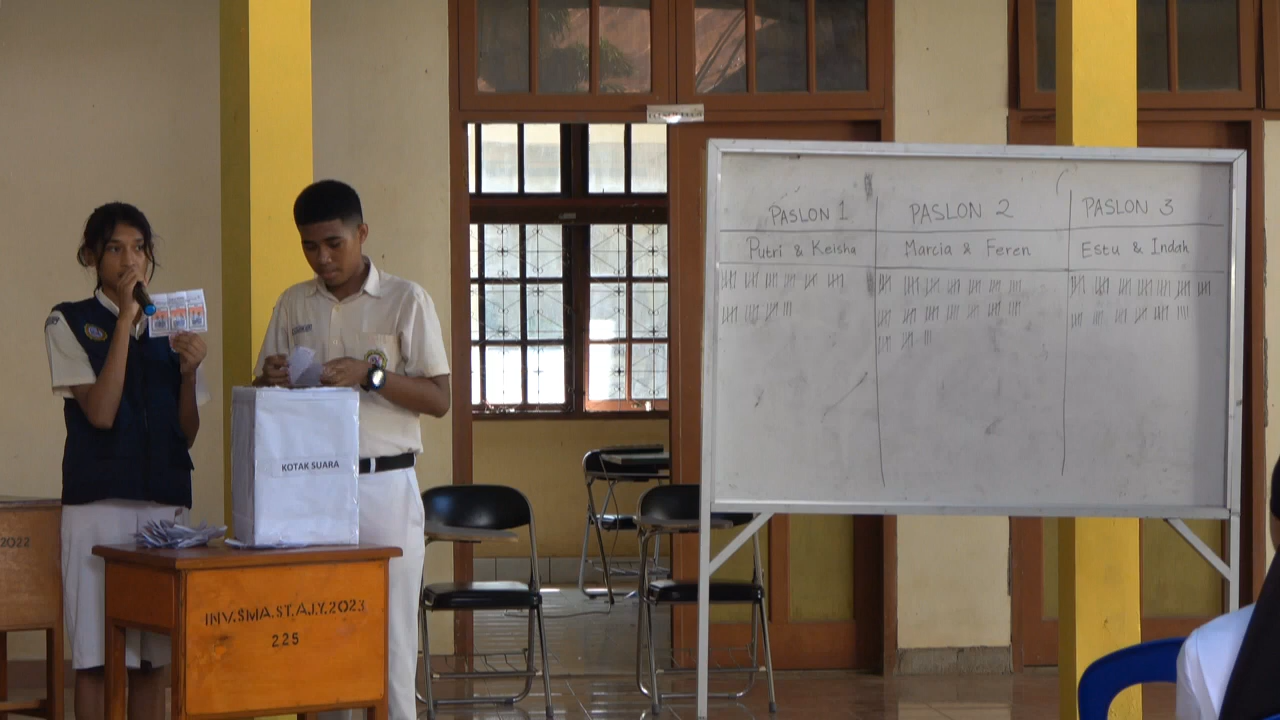 PASLON 1
PASLON 2
PASLON 3
Putri & Keisha
Marcia & Feren
Estu & Indah
KOTAK SUARA
INV.SMA.ST.AJ.Y.2023
225
2022